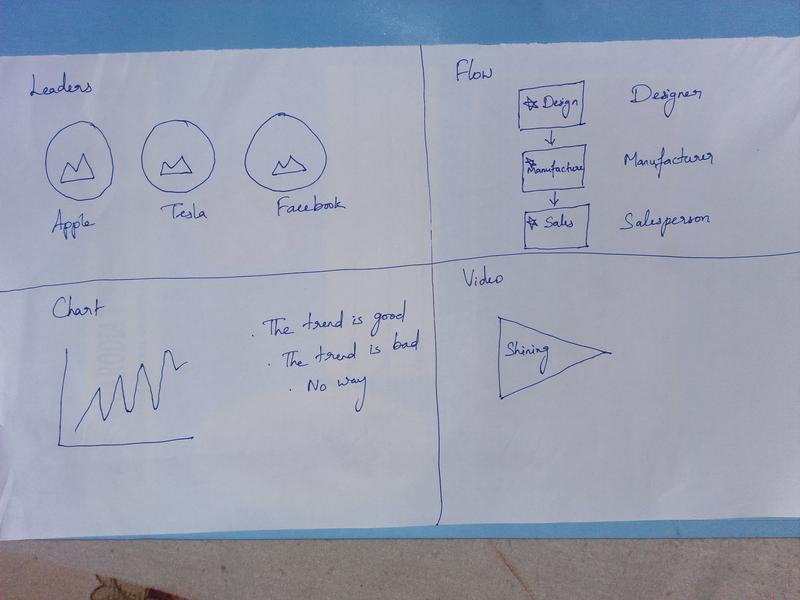 Leaders
Apple
Tesla
Facebook
Flow
Design
Designer
Manufacture
Manufacturer
Sales
Salesperson
Chart
. The trend is good
. The trend is bad
. No way
Video
Shining